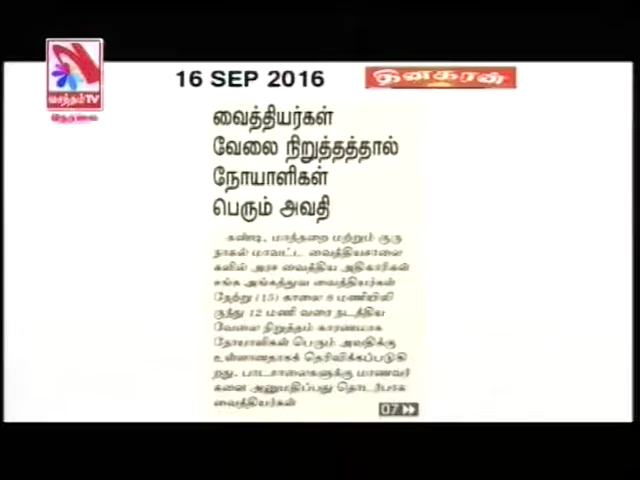 வசந்தம்TV
நேரலை
16 SEP 2016
தினகரன்
வைத்தியர்கள்
வேலை நிறுத்தத்தால்
நோயாளிகள்
பெரும் அவதி
கண்டி, மாத்தறை மற்றும் குரு
நாகல் மாவட்ட வைத்தியசாலை
களில் அரச வைத்திய அதிகாரிகள்
சங்க அங்கத்துவ வைத்தியர்கள்
நேற்று (15) காலை 8 மணியிலி
ருந்து 12 மணி வரை நடத்திய
வேலை நிறுத்தம் காரணமாக
நோயாளிகள் பெரும் அவதிக்கு
உள்ளானதாகத் தெரிவிக்கப்படுகி
றது. பாடசாலைகளுக்கு மாணவர்
களை அனுமதிப்பது தொடர்பாக
வைத்தியர்கள்
07